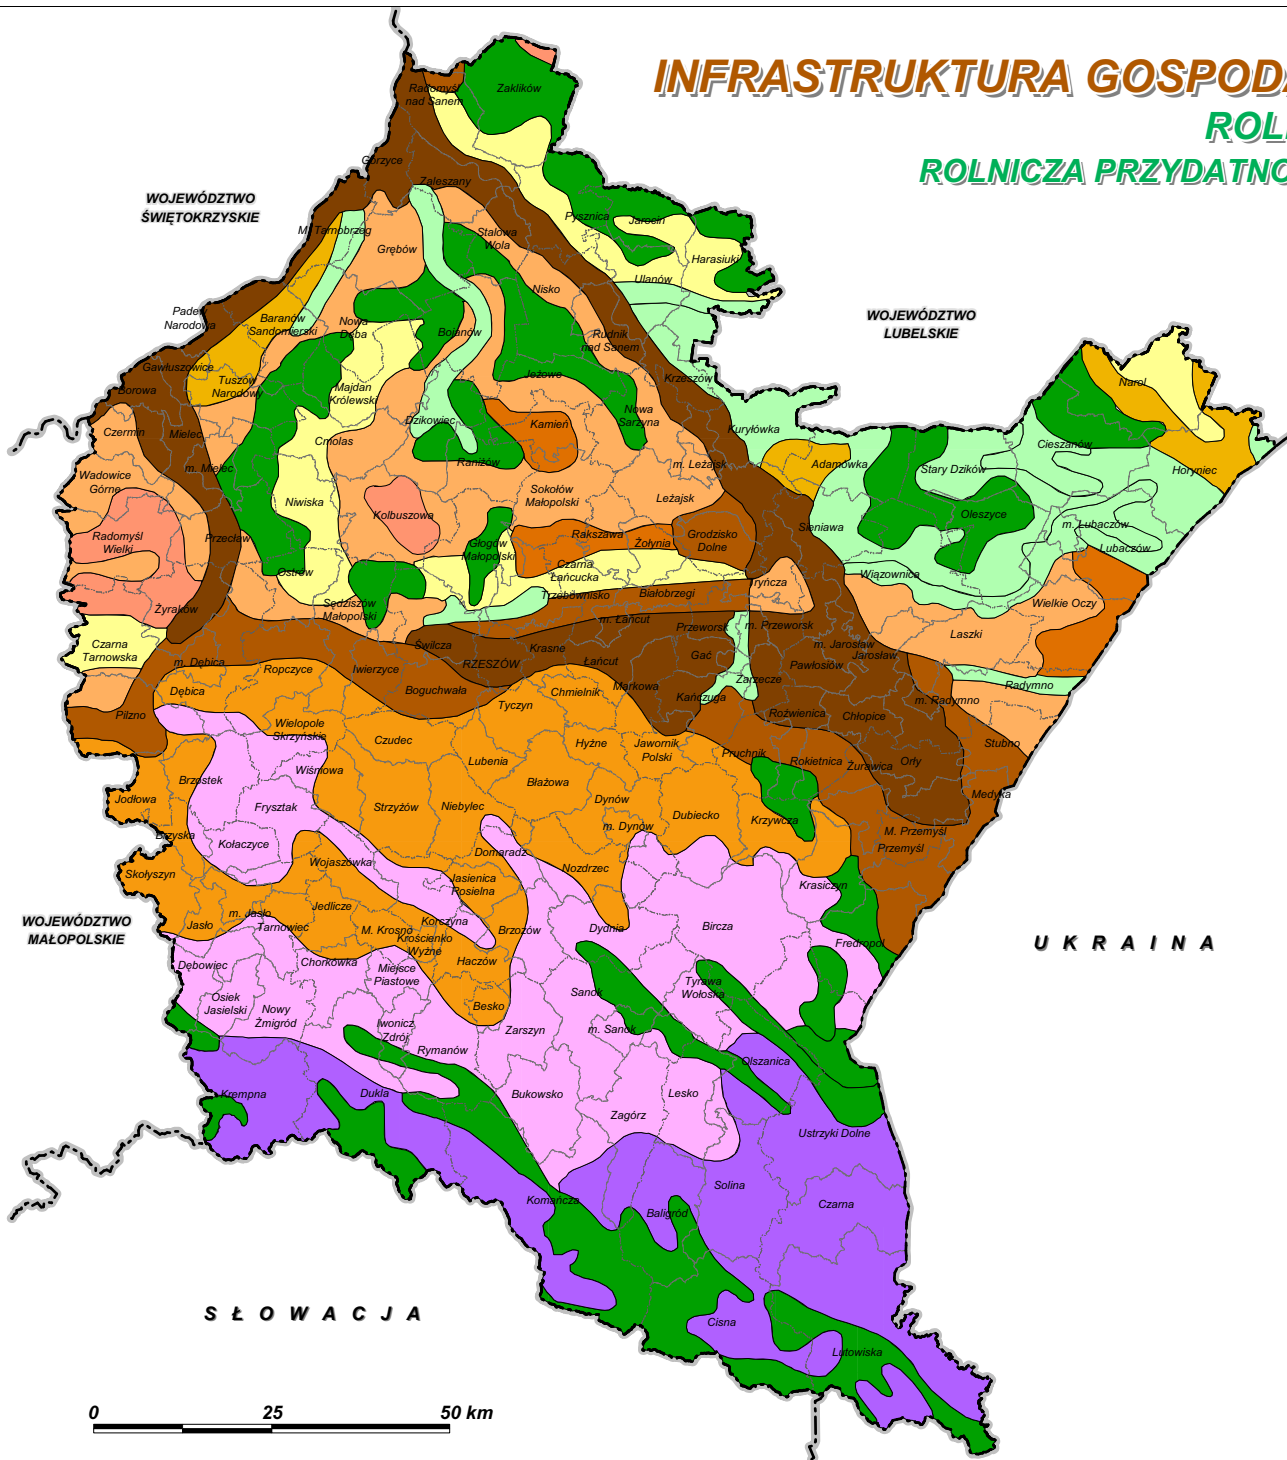 INFRASTRUKTURA GOSPODA
ROL
ROLNICZA PRZYDATNO
WOJEWÓDZTWO
ŚWIĘTOKRZYSKIE
Radomyśl
nad Sanem
Zaklików
Gorzyce
Zaleszany
M. Tarnobrzeg
Grębów
Stalowa
Wola
Pysznica
Jarocin
Harasiuki
Ulanów
Nisko
Padew
Narodowa
Baranów
Sandomierski
Nowa
Dęba
Bojanów
Rudnik
nad Sanem
WOJEWÓDZTWO
LUBELSKIE
Gawłuszowice
Borowa
Tuszów
Narodowy
Majdan
Królewski
Jeżowe
Krzeszów
Narol
Czermin
Mielec
Cmolas
Dzikowiec
Kamień
Nowa
Sarzyna
Kuryłówka
Cieszanów
m. Mielec
Wadowice
Górne
Raniżów
m. Leżajsk
Adamówka
Stary Dzików
Horyniec
Niwiska
Kolbuszowa
Sokołów
Małopolski
Leżajsk
Oleszyce
m. Lubaczów
Lubaczów
Radomyśl
Wielki
Przecław
Głogów
Małopolski
Rakszawa
Żołynia
Grodzisko
Dolne
Sieniawa
Ostrów
Czarna
Łańcucka
Tryńcza
Wiązownica
Żyraków
Sędziszów
Małopolski
Trzebownisko
Białobrzegi
Wielkie Oczy
Czarna
Tarnowska
Świlcza
Krasne
m. Łańcut
Przeworsk
m. Przeworsk
Laszki
m. Jarosław
Jarosław
m. Dębica
Ropczyce
Iwierzyce
RZESZÓW
Łańcut
Gać
Pawłosiów
Dębica
Boguchwała
Chmielnik
Markowa
Kańczuga
Zarzecze
Radymno
m. Radymno
Pilzno
Tyczyn
Roźwienica
Chłopice
Wielopole
Skrzyńskie
Czudec
Hyżne
Jawornik
Polski
Pruchnik
Rokietnica
Żurawica
Orły
Stubno
Wiśniowa
Lubenia
Błażowa
Brzostek
Jodłowa
Frysztak
Strzyżów
Niebylec
Dynów
m. Dynów
Dubiecko
Krzywcza
Medyka
M. Przemyśl
Przemyśl
Brzyska
Kołaczyce
Wojaszówka
Domaradz
Nozdrzec
Skołyszyn
Jasienica
Rosielna
Krasiczyn
WOJEWÓDZTWO
MAŁOPOLSKIE
Jasło
m. Jasło
Tarnowiec
Jedlicze
M. Krosno
Korczyna
Krościenko
Wyżne
Brzozów
Dydnia
Bircza
Fredropol
U K R A I N A
Dębowiec
Chorkówka
Miejsce
Piastowe
Haczów
Osiek
Jasielski
Nowy
Żmigród
Besko
Sanok
Tyrawa
Wołoska
Iwonicz
Zdrój
Rymanów
Zarszyn
m. Sanok
Olszanica
Krempna
Dukla
Bukowsko
Lesko
Zagórz
Ustrzyki Dolne
Komańcza
Solina
Baligród
Czarna
S Ł O W A C J A
Cisna
Lutowiska
0 25 50 km